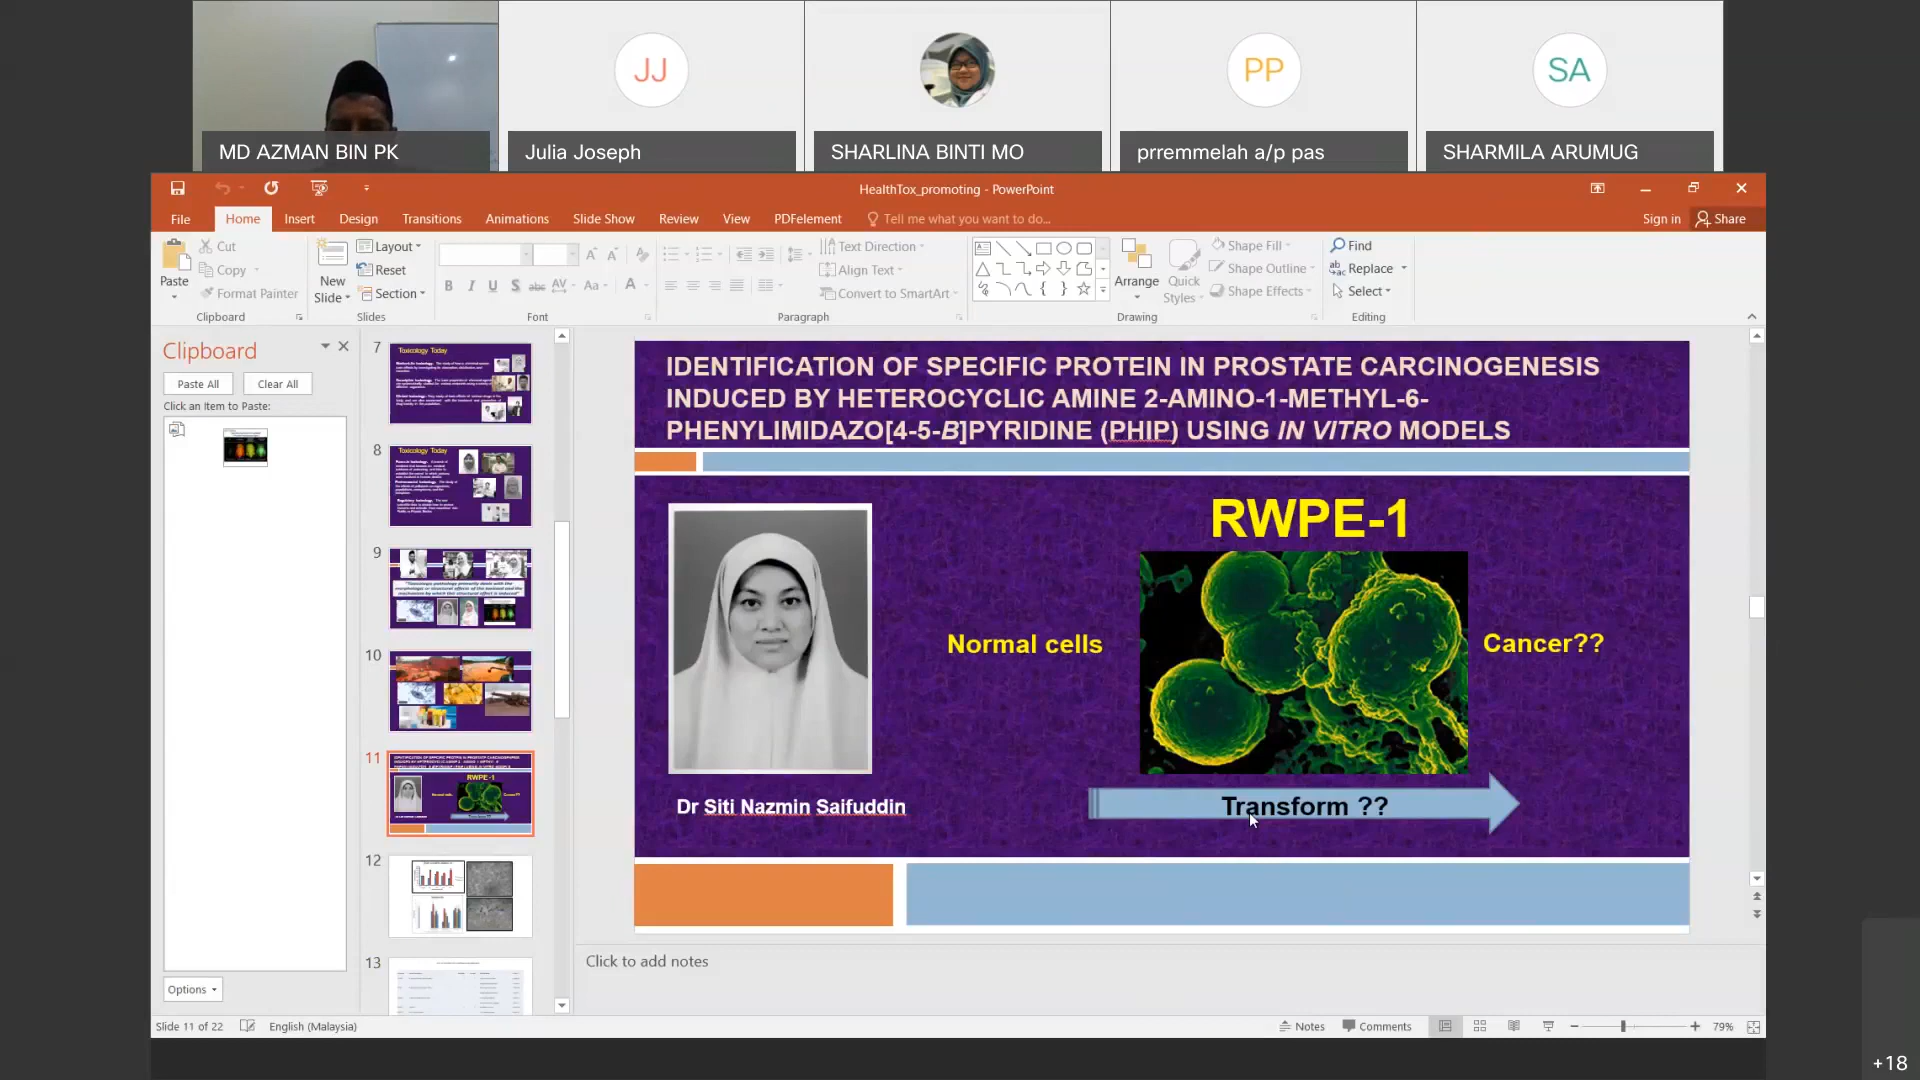 JJ
PP
SA
MD AZMAN BIN PK
Julia Joseph
SHARLINA BINTI MO
prremmelah a/p pas
SHARMILA ARUMUG
HealthTox_promoting - PowerPoint
File
Home
Insert
Design
Transitions
Animations
Slide Show
Review
View
PDFelement
Tell me what you want to do...
Sign in
Share
Paste
Cut
Copy
Format Painter
Clipboard
New
Slide
Layout
Reset
Section
Slides
Font
Text Direction
Align Text
Convert to SmartArt
Paragraph
Arrange
Quick
Styles
Shape Fill
Shape Outline
Shape Effects
Drawing
Find
Replace
Select
Editing
Clipboard
Paste All
Clear All
Click an Item to Paste:
Options
7
Toxicology Today
8
Toxicology Today
9
10
11
RWPE-1
12
13
IDENTIFICATION OF SPECIFIC PROTEIN IN PROSTATE CARCINOGENESIS
INDUCED BY HETEROCYCLIC AMINE 2-AMINO-1-METHYL-6-
PHENYLIMIDAZO[4-5-B]PYRIDINE (PHIP) USING IN VITRO MODELS
RWPE-1
Normal cells
Cancer??
Dr Siti Nazmin Saifuddin
Transform ??
Click to add notes
Slide 11 of 22
English (Malaysia)
Notes
Comments
79%
+18